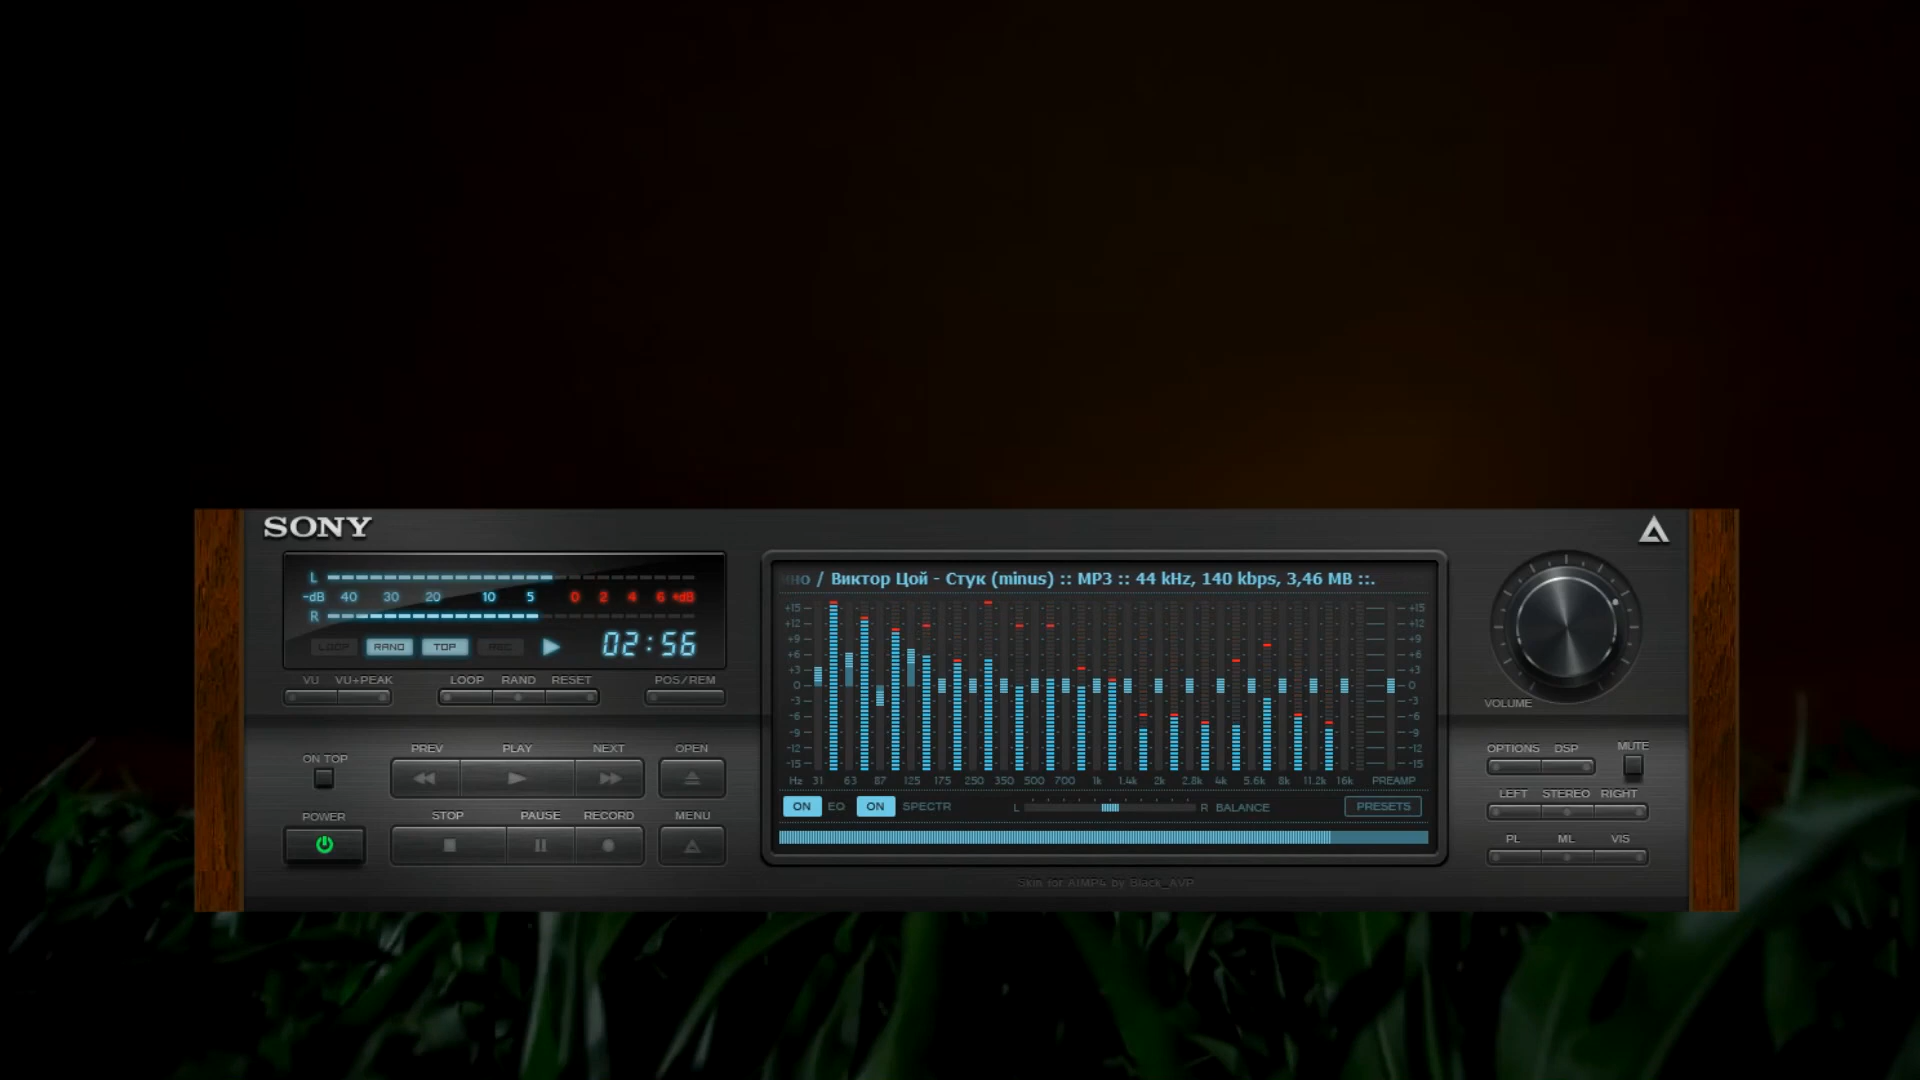 SONY
L
-dB 40 30 20 10 5 0 2 4 6 +dB
R
LOOP RAND TOP REC 02:56
VU VU+PEAK LOOP RAND RESET POS/REM
ON TOP PREV PLAY NEXT OPEN
POWER STOP PAUSE RECORD MENU
/ Виктор Цой - Стук (minus) :: MP3 :: 44 kHz, 140 kbps, 3,46 MB ::.
+15 +15
+12 +12
+9 +9
+6 +6
+3 +3
0 0
-3 -3
-6 -6
-9 -9
-12 -12
-15 -15
Hz 31 63 87 125 175 250 350 500 700 1k 1.4k 2k 2.8k 4k 5.6k 8k 11.2k 16k PREAMP
ON EQ ON SPECTR L R BALANCE PRESETS
Skin for AIMP4 by Black_AVP
VOLUME
OPTIONS DSP MUTE
LEFT STEREO RIGHT
PL ML VIS